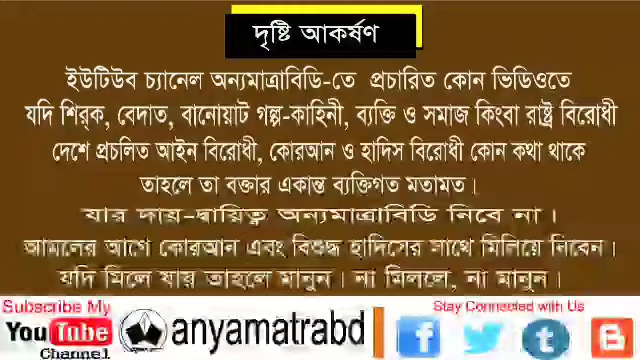 দৃষ্টি আকর্ষণ
ইউটিউব চ্যানেল অন্যমাত্রাবিডি-তে প্রচারিত কোন ভিডিওতে
যদি শির্‌ক, বেদাত, বানোয়াট গল্প-কাহিনী, ব্যক্তি ও সমাজ কিংবা রাষ্ট্র বিরোধী
দেশে প্রচলিত আইন বিরোধী, কোরআন ও হাদিস বিরোধী কোন কথা থাকে
তাহলে তা বক্তার একান্ত ব্যক্তিগত মতামত।
যার দায়-দ্বায়িত্ব অন্যমাত্রাবিডি নিবে না।
আমলের আগে কোরআন এবং বিশুদ্ধ হাদিসের সাথে মিলিয়ে নিবেন।
যদি মিলে যায় তাহলে মানুন। না মিললে, না মানুন।
Subscribe My
YouTube
Channel
anyamatrabd
Stay Connected with Us